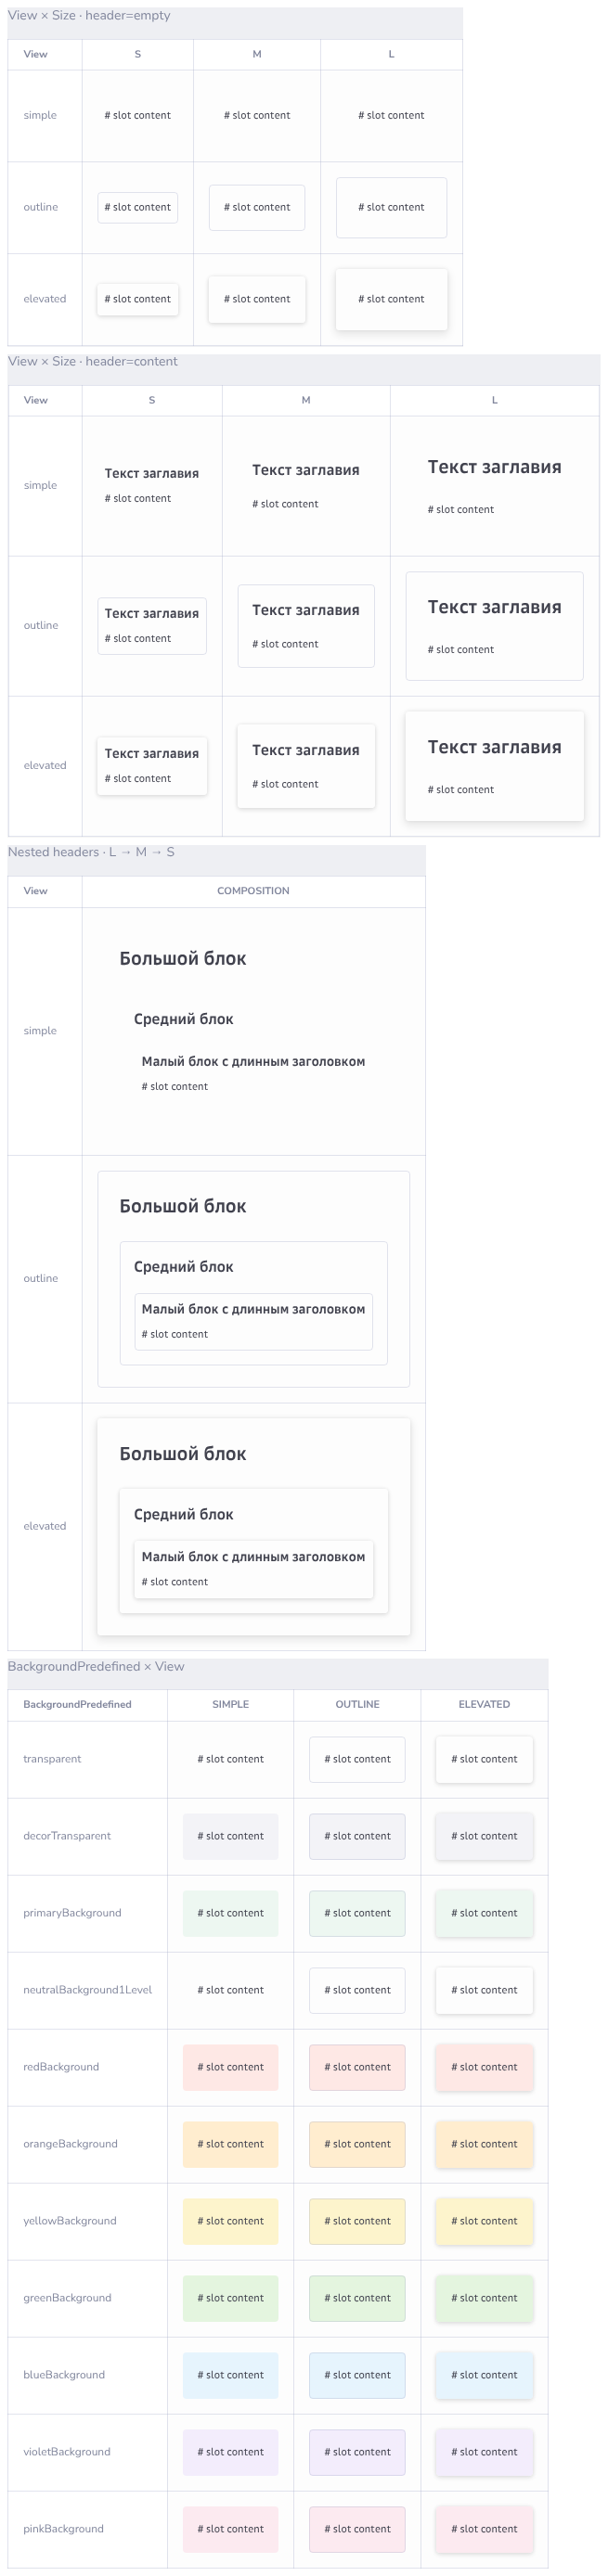 View × Size · header=empty
View S M L
simple # slot content # slot content # slot content
outline # slot content # slot content # slot content
elevated # slot content # slot content # slot content
View × Size · header=content
View S M L
simple Текст заглавия Текст заглавия Текст заглавия
# slot content # slot content # slot content
outline Текст заглавия Текст заглавия Текст заглавия
# slot content # slot content # slot content
elevated Текст заглавия Текст заглавия Текст заглавия
# slot content # slot content # slot content
Nested headers · L → M → S
View COMPOSITION
simple
Большой блок
Средний блок
Малый блок с длинным заголовком
# slot content
outline
Большой блок
Средний блок
Малый блок с длинным заголовком
# slot content
elevated
Большой блок
Средний блок
Малый блок с длинным заголовком
# slot content
BackgroundPredefined × View
BackgroundPredefined SIMPLE OUTLINE ELEVATED
transparent # slot content # slot content # slot content
decorTransparent # slot content # slot content # slot content
primaryBackground # slot content # slot content # slot content
neutralBackground1Level # slot content # slot content # slot content
redBackground # slot content # slot content # slot content
orangeBackground # slot content # slot content # slot content
yellowBackground # slot content # slot content # slot content
greenBackground # slot content # slot content # slot content
blueBackground # slot content # slot content # slot content
violetBackground # slot content # slot content # slot content
pinkBackground # slot content # slot content # slot content